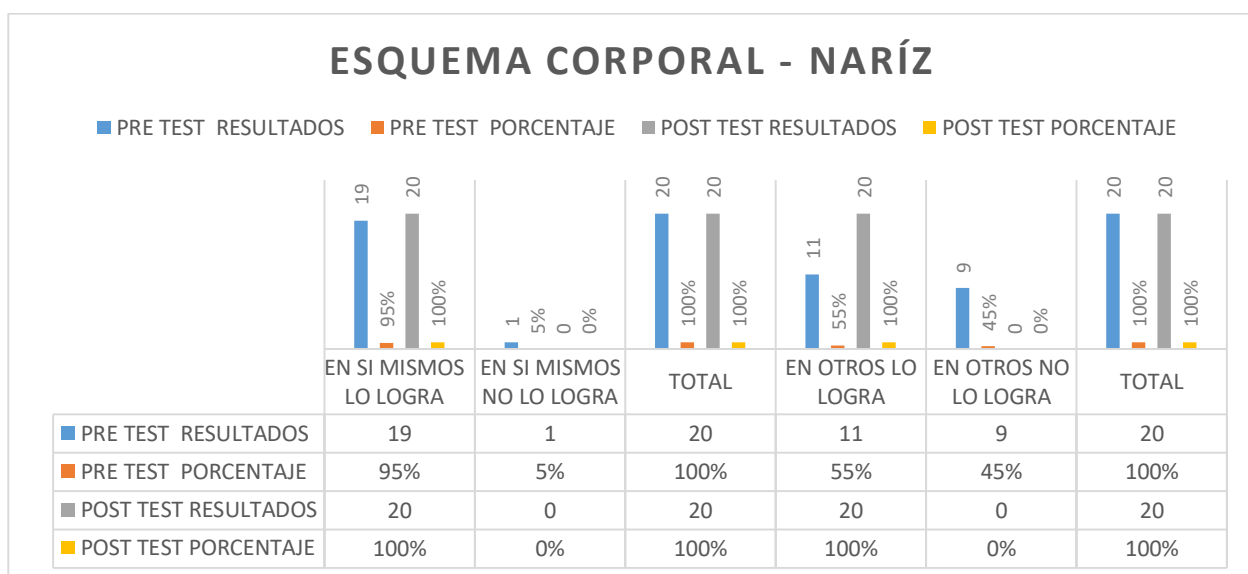 ESQUEMA CORPORAL - NARÍZ
PRE TEST  RESULTADOS PRE TEST  PORCENTAJE POST TEST RESULTADOS POST TEST PORCENTAJE
19 95% 20 100% 1 5% 0 0% 20 100% 20 100% 11 55% 20 100% 9 45% 0 0% 20 100% 20 100%
EN SI MISMOS EN SI MISMOS TOTAL EN OTROS LO EN OTROS NO TOTAL
LO LOGRA NO LO LOGRA LOGRA LO LOGRA
PRE TEST  RESULTADOS 19 1 20 11 9 20
PRE TEST  PORCENTAJE 95% 5% 100% 55% 45% 100%
POST TEST RESULTADOS 20 0 20 20 0 20
POST TEST PORCENTAJE 100% 0% 100% 100% 0% 100%